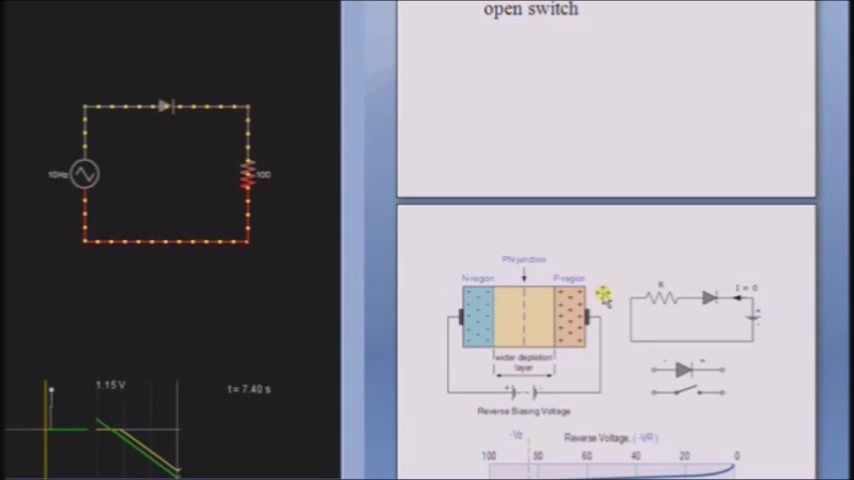 open switch
10Hz
100
1.15 V
t = 7.40 s
PN-junction
N-region
P-region
wider depletion
layer
Reverse Biasing Voltage
R
I = 0
-Vz
Reverse Voltage, (-VR)
100 80 60 40 20 0